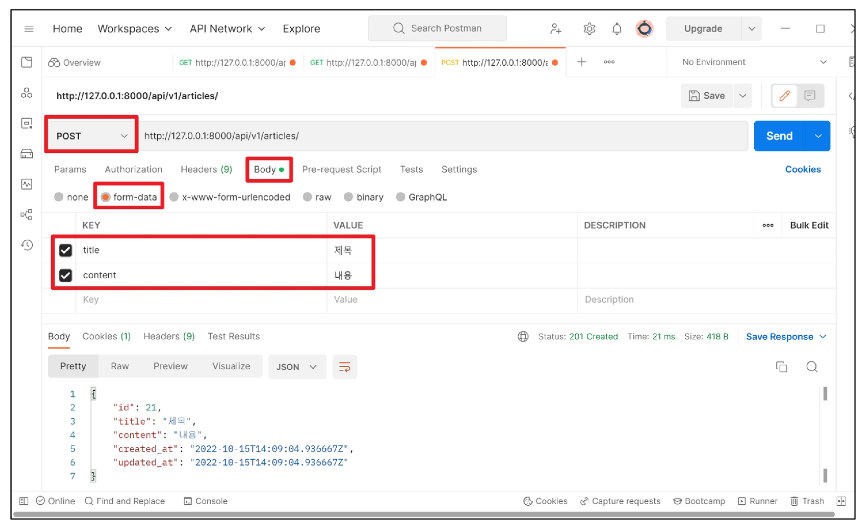 Home Workspaces API Network Explore Search Postman Upgrade
Overview GET http://127.0.0.1:8000/ap GET http://127.0.0.1:8000/ap POST http://127.0.0.1:8000/a No Environment
http://127.0.0.1:8000/api/v1/articles/ Save
POST http://127.0.0.1:8000/api/v1/articles/ Send
Params Authorization Headers (9) Body Pre-request Script Tests Settings Cookies
none form-data x-www-form-urlencoded raw binary GraphQL
KEY VALUE DESCRIPTION Bulk Edit
title 제목
content 내용
Key Value Description
Body Cookies (1) Headers (9) Test Results Status: 201 Created Time: 21 ms Size: 418 B Save Response
Pretty Raw Preview Visualize JSON
1 {
2 "id": 21,
3 "title": "제목",
4 "content": "내용",
5 "created_at": "2022-10-15T14:09:04.936667Z",
6 "updated_at": "2022-10-15T14:09:04.936667Z"
7 }
Online Find and Replace Console Cookies Capture requests Bootcamp Runner Trash